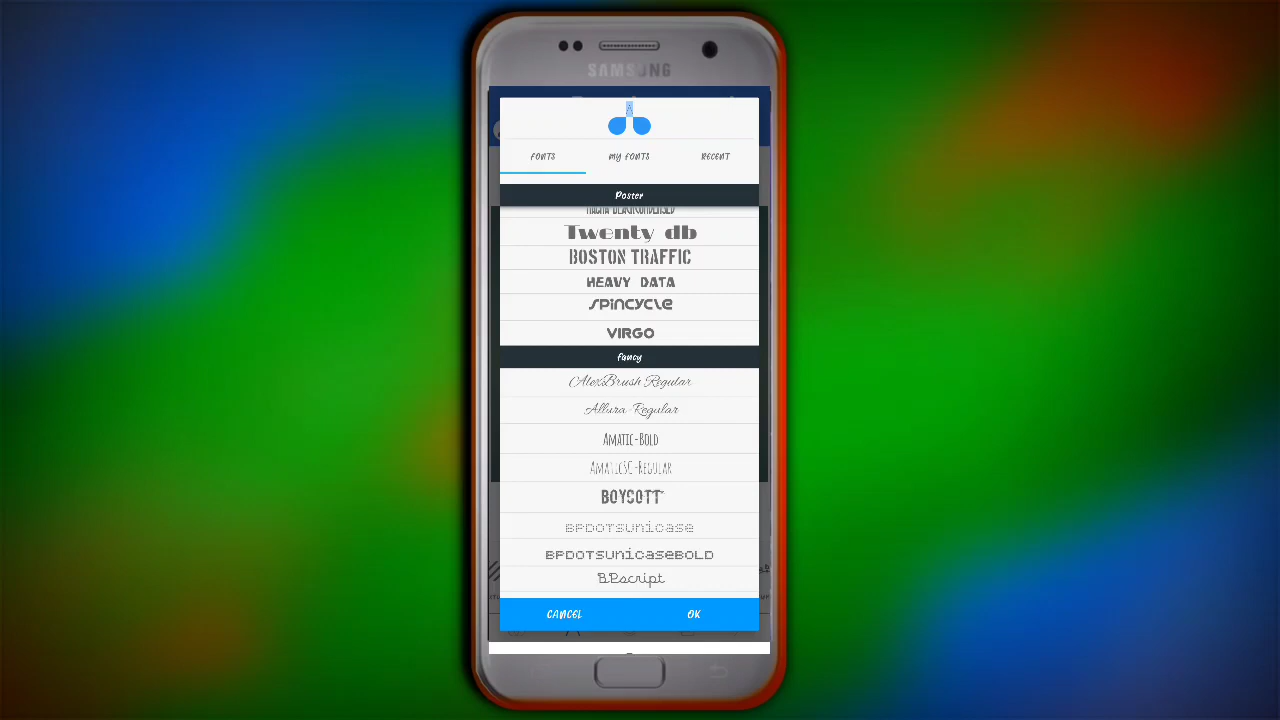 SAMSUNG
A
FONTS
MY FONTS
RECENT
Poster
Twenty db
BOSTON TRAFFIC
HEAVY DATA
SPINCYCLE
VIRGO
Fancy
AlexBrush Regular
Allura-Regular
Amatic-Bold
AmaticSC-Regular
BOYCOTT
BPDOTSUNICASE
BPDOTSUNICASEBOLD
BPscript
CANCEL
OK